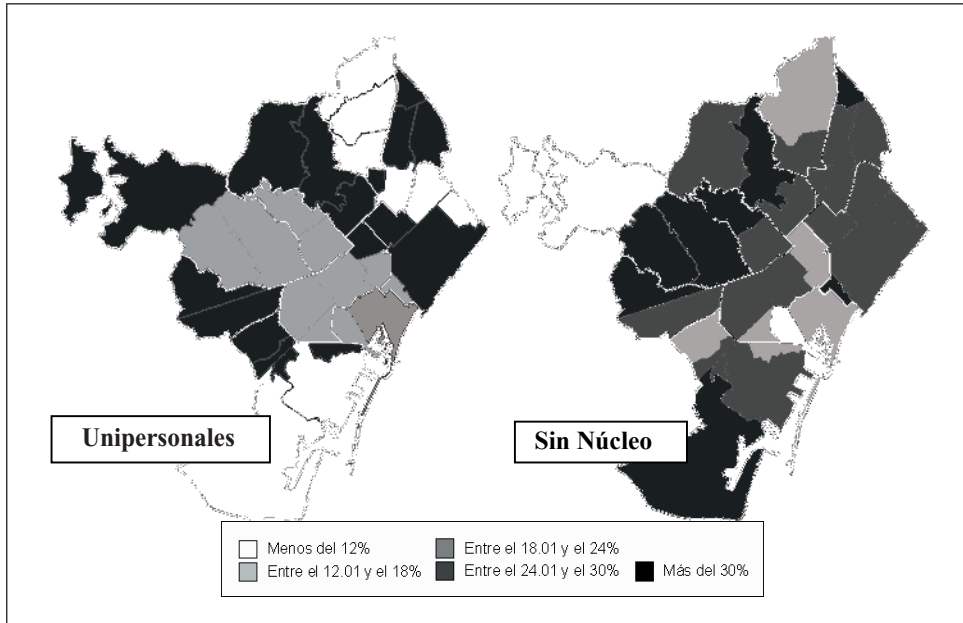 Unipersonales
Sin Núcleo
Menos del 12%
Entre el 18.01 y el 24%
Entre el 12.01 y el 18%
Entre el 24.01 y el 30%
Más del 30%